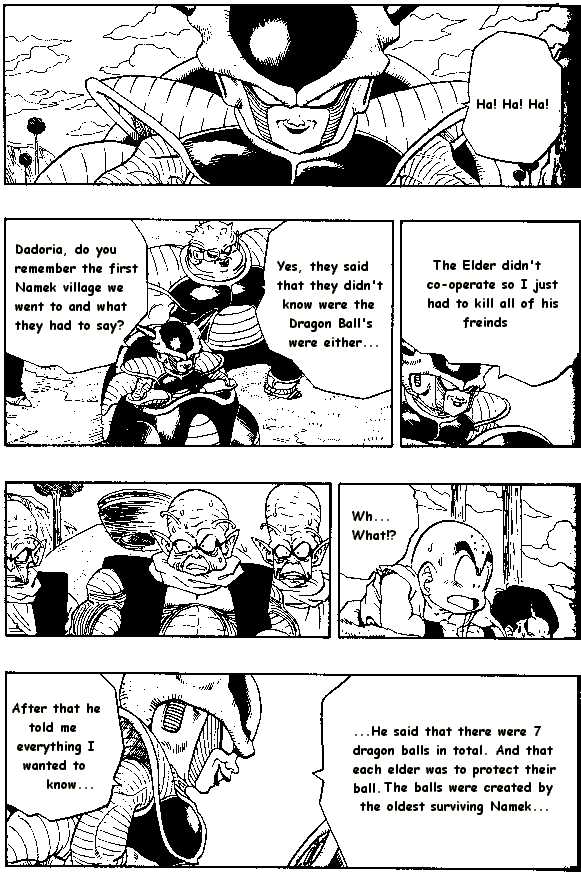 Ha! Ha! Ha!
Dadoria, do you
remember the first
Namek village we
went to and what
they had to say?
Yes, they said
that they didn't
know were the
Dragon Ball's
were either...
The Elder didn't
co-operate so I just
had to kill all of his
freinds
Wh...
What!?
After that he
told me
everything I
wanted to
know...
...He said that there were 7
dragon balls in total. And that
each elder was to protect their
ball. The balls were created by
the oldest surviving Namek...